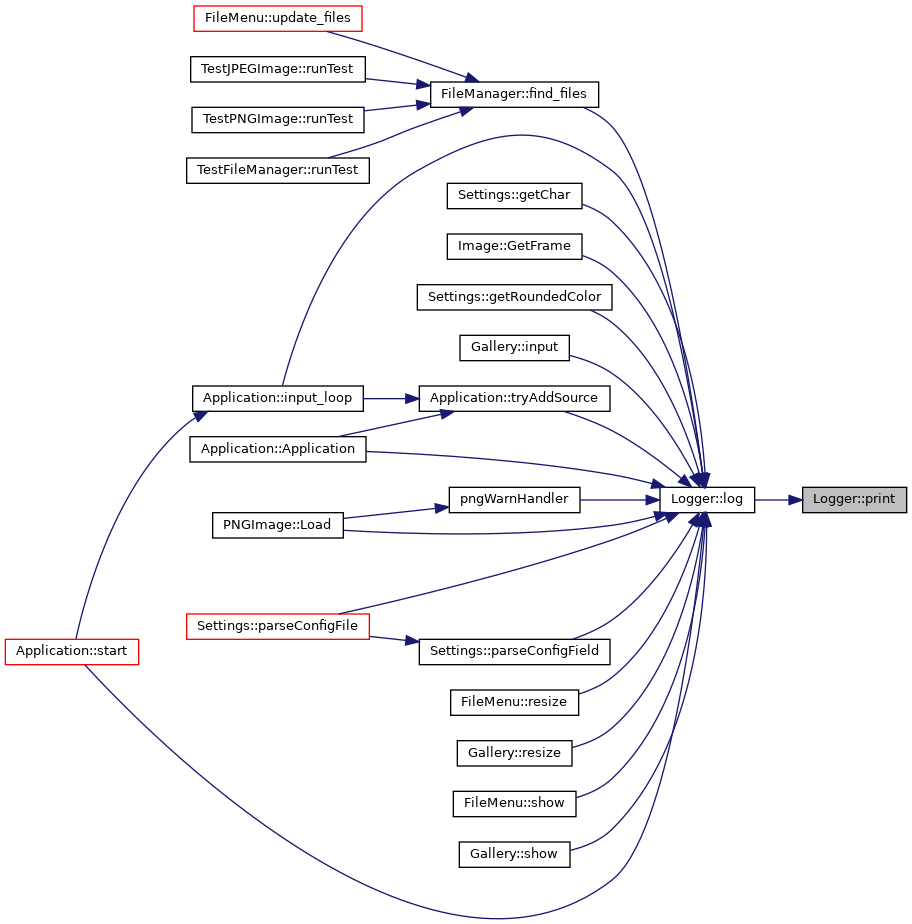 FileMenu::update_files
TestJPEGImage::runTest
FileManager::find_files
TestPNGImage::runTest
TestFileManager::runTest
Settings::getChar
Image::GetFrame
Settings::getRoundedColor
Gallery::input
Application::input_loop
Application::tryAddSource
Application::Application
pngWarnHandler
Logger::log
Logger::print
PNGImage::Load
Settings::parseConfigFile
Application::start
Settings::parseConfigField
FileMenu::resize
Gallery::resize
FileMenu::show
Gallery::show